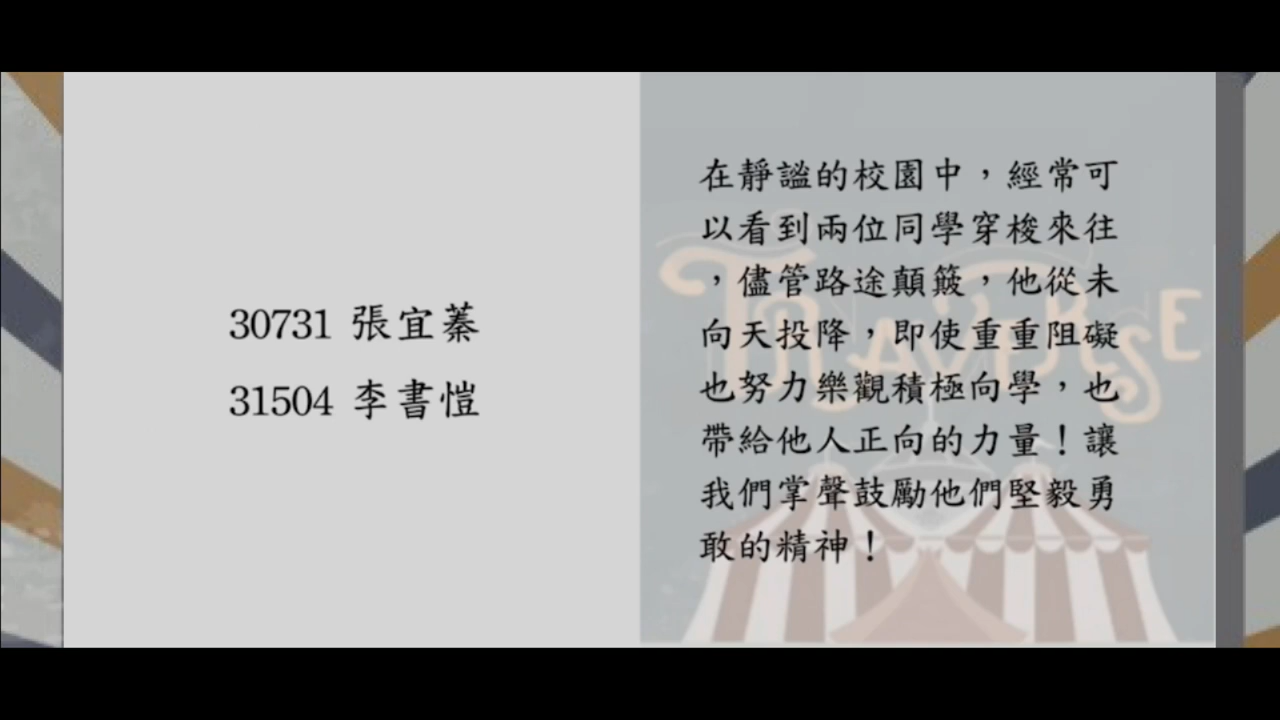 30731 張宜蓁
31504 李書愷
在靜謐的校園中，經常可
以看到兩位同學穿梭來往
，儘管路途顛簸，他從未
向天投降，即使重重阻礙
也努力樂觀積極向學，也
帶給他人正向的力量！讓
我們掌聲鼓勵他們堅毅勇
敢的精神！